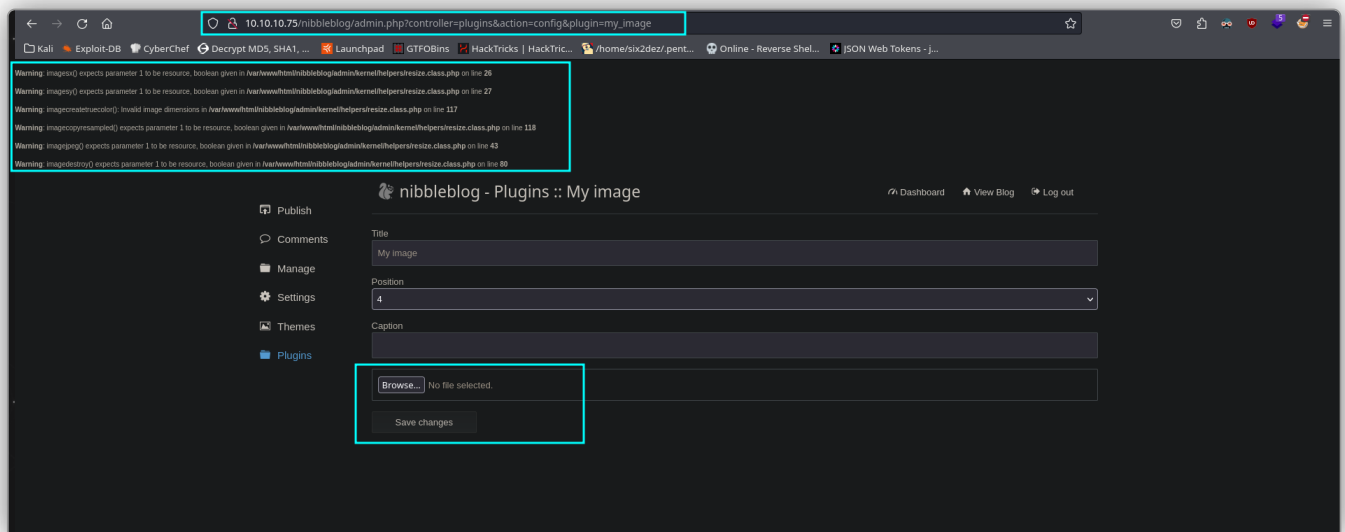 10.10.10.75/nibbleblog/admin.php?controller=plugins&action=config&plugin=my_image
5
Kali Exploit-DB CyberChef Decrypt MD5, SHA1, ... Launchpad GTFOBins HackTricks | HackTric... /home/six2dez/.pent... Online - Reverse Shel... JSON Web Tokens - j...
Warning: imagesx() expects parameter 1 to be resource, boolean given in /var/www/html/nibbleblog/admin/kernel/helpers/resize.class.php on line 26
Warning: imagesy() expects parameter 1 to be resource, boolean given in /var/www/html/nibbleblog/admin/kernel/helpers/resize.class.php on line 27
Warning: imagecreatetruecolor(): Invalid image dimensions in /var/www/html/nibbleblog/admin/kernel/helpers/resize.class.php on line 117
Warning: imagecopyresampled() expects parameter 1 to be resource, boolean given in /var/www/html/nibbleblog/admin/kernel/helpers/resize.class.php on line 118
Warning: imagejpeg() expects parameter 1 to be resource, boolean given in /var/www/html/nibbleblog/admin/kernel/helpers/resize.class.php on line 43
Warning: imagedestroy() expects parameter 1 to be resource, boolean given in /var/www/html/nibbleblog/admin/kernel/helpers/resize.class.php on line 80
nibbleblog - Plugins :: My image
Dashboard View Blog Log out
Publish
Comments
Manage
Settings
Themes
Plugins
Title
My image
Position
4
Caption
Browse... No file selected.
Save changes